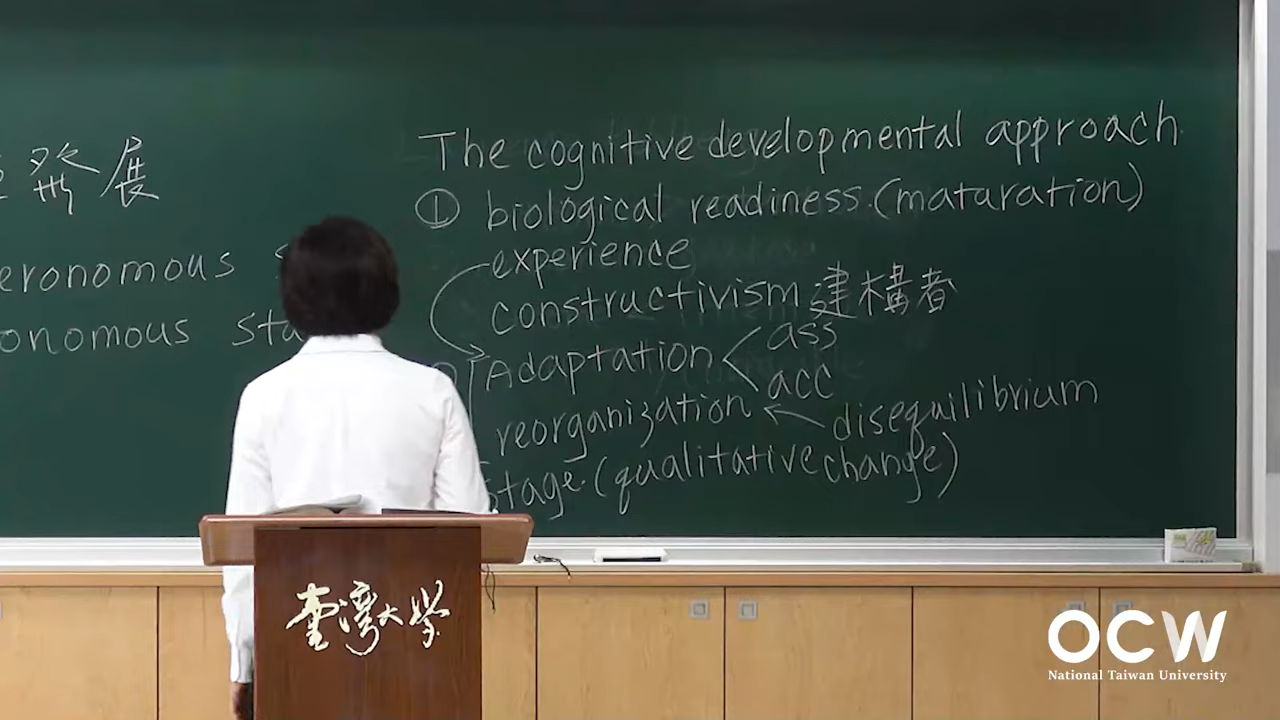 發展
eronomous s
onomous sta
The cognitive developmental approach
① biological readiness.(maturation)
experience
constructivism 建構者
Adaptation < ass
acc
reorganization ← disequilibrium
stage.(qualitative change)
臺灣大學
OCW
National Taiwan University